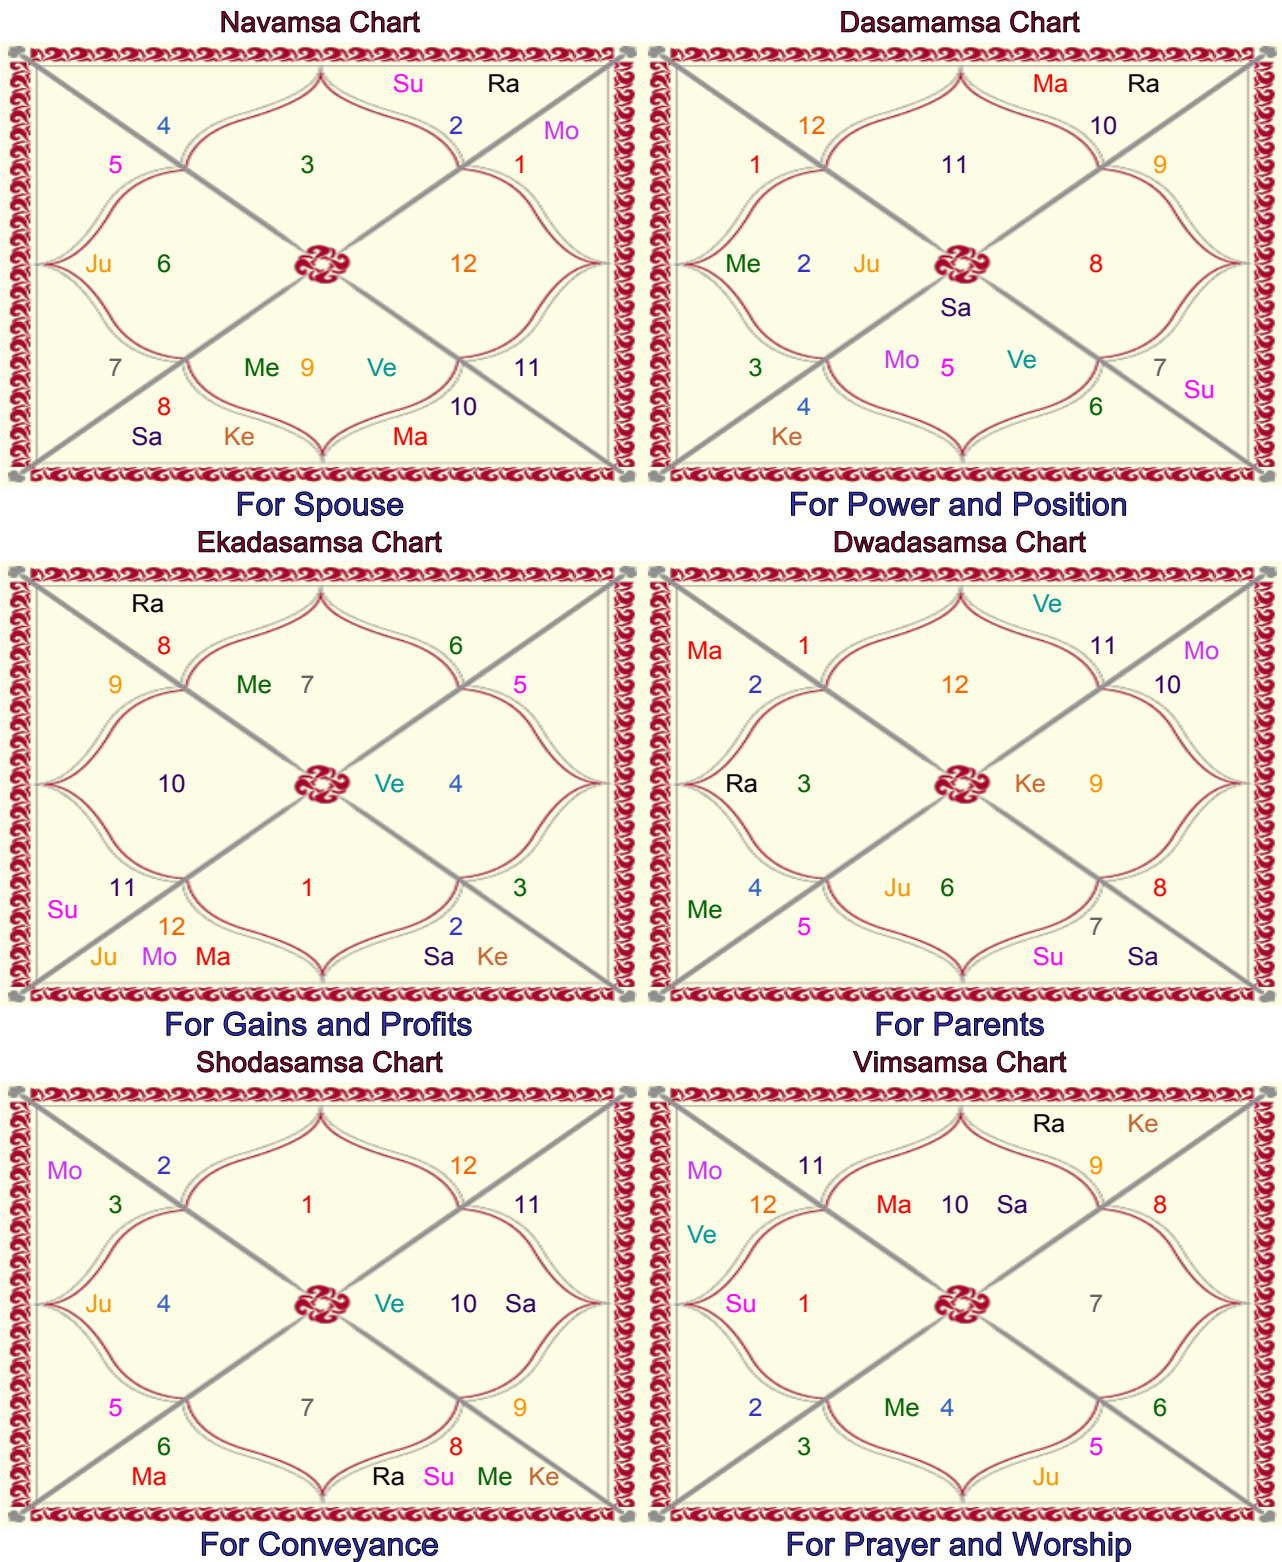 Navamsa Chart
Su Ra
4 2 Mo
5 3 1
Ju 6 12
7 Me 9 Ve 11
8 10
Sa Ke Ma
For Spouse
Dasamamsa Chart
Ma Ra
12 10
1 11 9
Me 2 Ju 8
Sa
3 Mo 5 Ve 7
Su
4 6
Ke
For Power and Position
Ekadasamsa Chart
Ra
8 6
9 Me 7 5
10 Ve 4
11 1 3
Su
12 2
Ju Mo Ma Sa Ke
For Gains and Profits
Dwadasamsa Chart
Ve
Ma 1 11 Mo
2 12 10
Ra 3 Ke 9
4 Ju 6 8
Me
5 7
Su Sa
For Parents
Shodasamsa Chart
Mo 2 12
3 1 11
Ju 4 Ve 10 Sa
5 7 9
6 8
Ma Ra Su Me Ke
For Conveyance
Vimsamsa Chart
Ra Ke
Mo 11 9
12 Ma 10 Sa 8
Ve
Su 1 7
2 Me 4 6
3 5
Ju
For Prayer and Worship